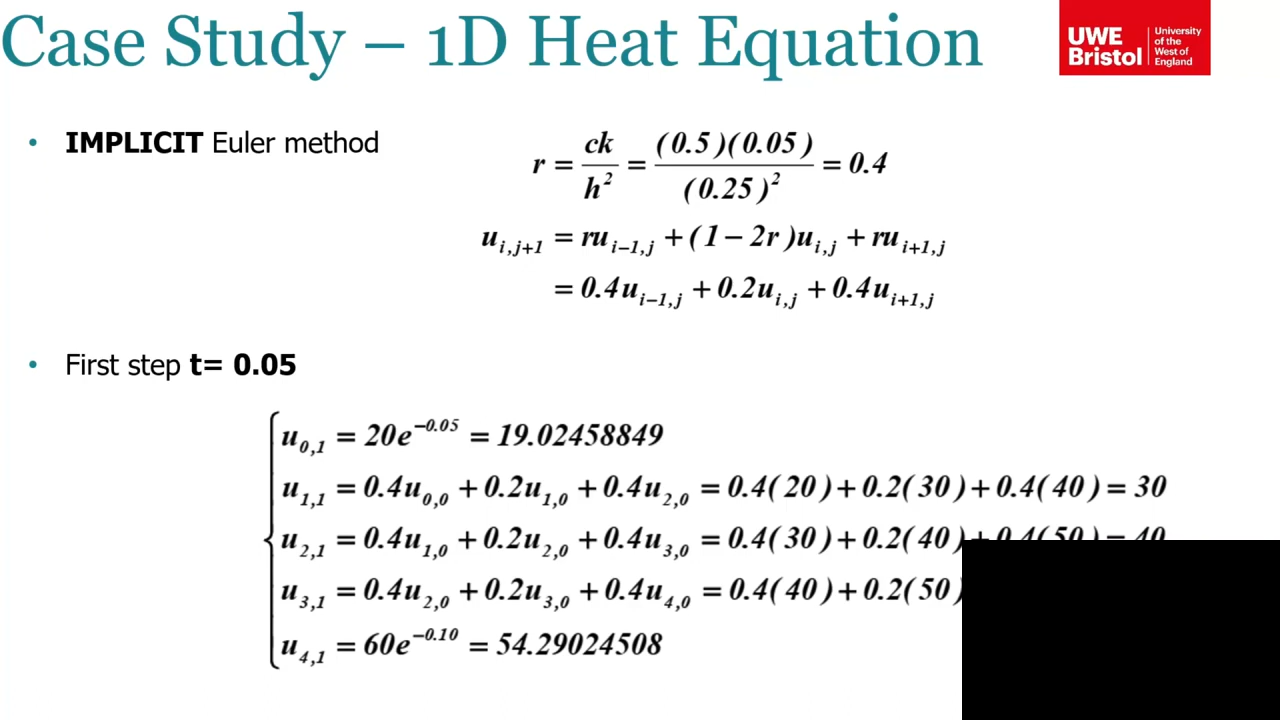 Case Study – 1D Heat Equation
UWE Bristol | University of the West of England
• IMPLICIT Euler method
r = ck / h² = (0.5)(0.05) / (0.25)² = 0.4
u_{i,j+1} = ru_{i−1,j} + (1 − 2r)u_{i,j} + ru_{i+1,j}
= 0.4u_{i−1,j} + 0.2u_{i,j} + 0.4u_{i+1,j}
• First step t= 0.05
u_{0,1} = 20e^{−0.05} = 19.02458849
u_{1,1} = 0.4u_{0,0} + 0.2u_{1,0} + 0.4u_{2,0} = 0.4(20) + 0.2(30) + 0.4(40) = 30
u_{2,1} = 0.4u_{1,0} + 0.2u_{2,0} + 0.4u_{3,0} = 0.4(30) + 0.2(40) + 0.4(50) = 40
u_{3,1} = 0.4u_{2,0} + 0.2u_{3,0} + 0.4u_{4,0} = 0.4(40) + 0.2(50)
u_{4,1} = 60e^{−0.10} = 54.29024508